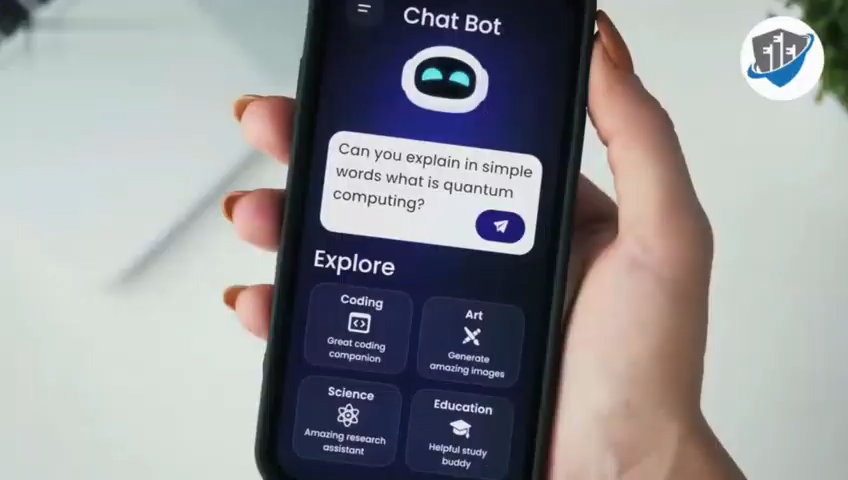 Chat Bot
Can you explain in simple
words what is quantum
computing?
Explore
Coding
Great coding
companion
Art
Generate
amazing images
Science
Amazing research
assistant
Education
Helpful study
buddy